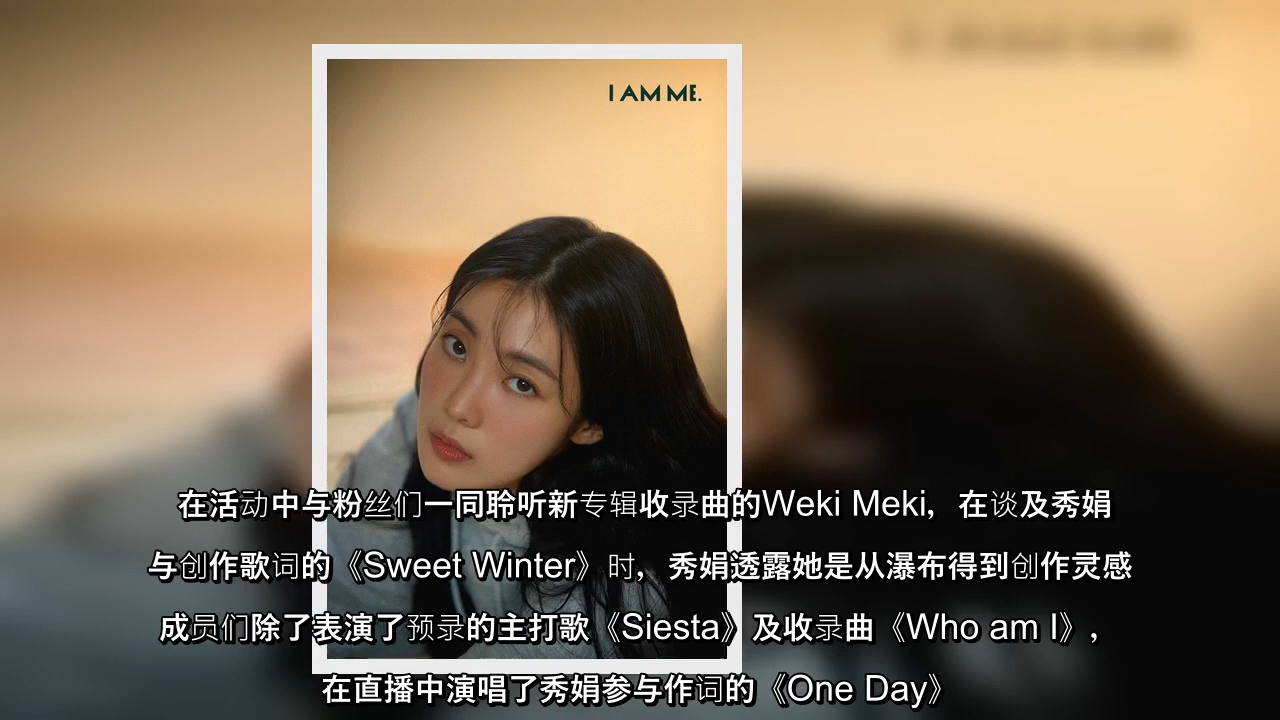 I AM ME.
在活动中与粉丝们一同聆听新专辑收录曲的Weki Meki，在谈及秀娟
与创作歌词的《Sweet Winter》时，秀娟透露她是从瀑布得到创作灵感
成员们除了表演了预录的主打歌《Siesta》及收录曲《Who am I》，
在直播中演唱了秀娟参与作词的《One Day》